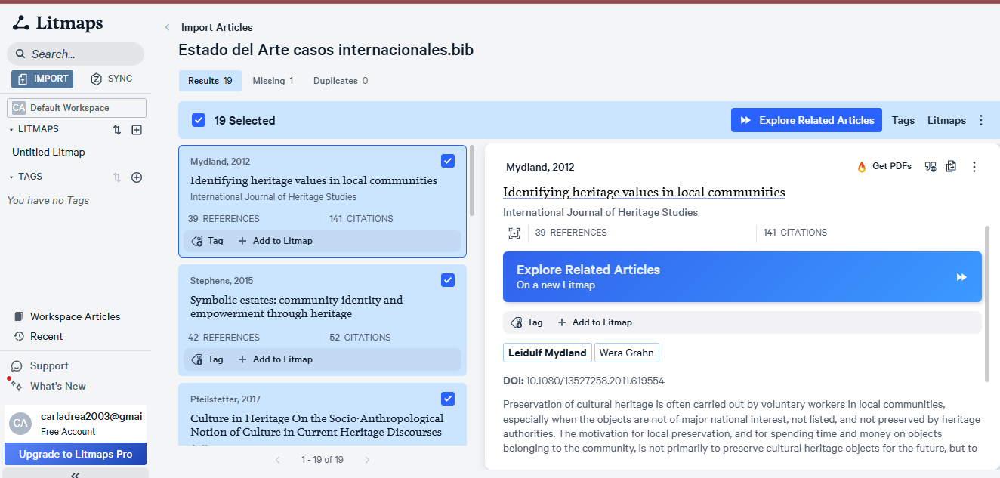 Litmaps
Search...
IMPORT
SYNC
CA Default Workspace
LITMAPS
Untitled Litmap
TAGS
You have no Tags
Workspace Articles
Recent
Support
What's New
CA
carladrea2003@gmai
Free Account
Upgrade to Litmaps Pro
Import Articles
Estado del Arte casos internacionales.bib
Results 19
Missing 1
Duplicates 0
19 Selected
Explore Related Articles
Tags
Litmaps
Mydland, 2012
Identifying heritage values in local communities
International Journal of Heritage Studies
39 REFERENCES
141 CITATIONS
Tag
Add to Litmap
Stephens, 2015
Symbolic estates: community identity and
empowerment through heritage
42 REFERENCES
52 CITATIONS
Tag
Add to Litmap
Pfeilstetter, 2017
Culture in Heritage On the Socio-Anthropological
Notion of Culture in Current Heritage Discourses
1 - 19 of 19
Mydland, 2012
Get PDFs
Identifying heritage values in local communities
International Journal of Heritage Studies
39 REFERENCES
141 CITATIONS
Explore Related Articles
On a new Litmap
Tag
Add to Litmap
Leidulf Mydland
Wera Grahn
DOI: 10.1080/13527258.2011.619554
Preservation of cultural heritage is often carried out by voluntary workers in local communities,
especially when the objects are not of major national interest, not listed, and not preserved by heritage
authorities. The motivation for local preservation, and for spending time and money on objects
belonging to the community, is not primarily to preserve cultural heritage objects for the future, but to